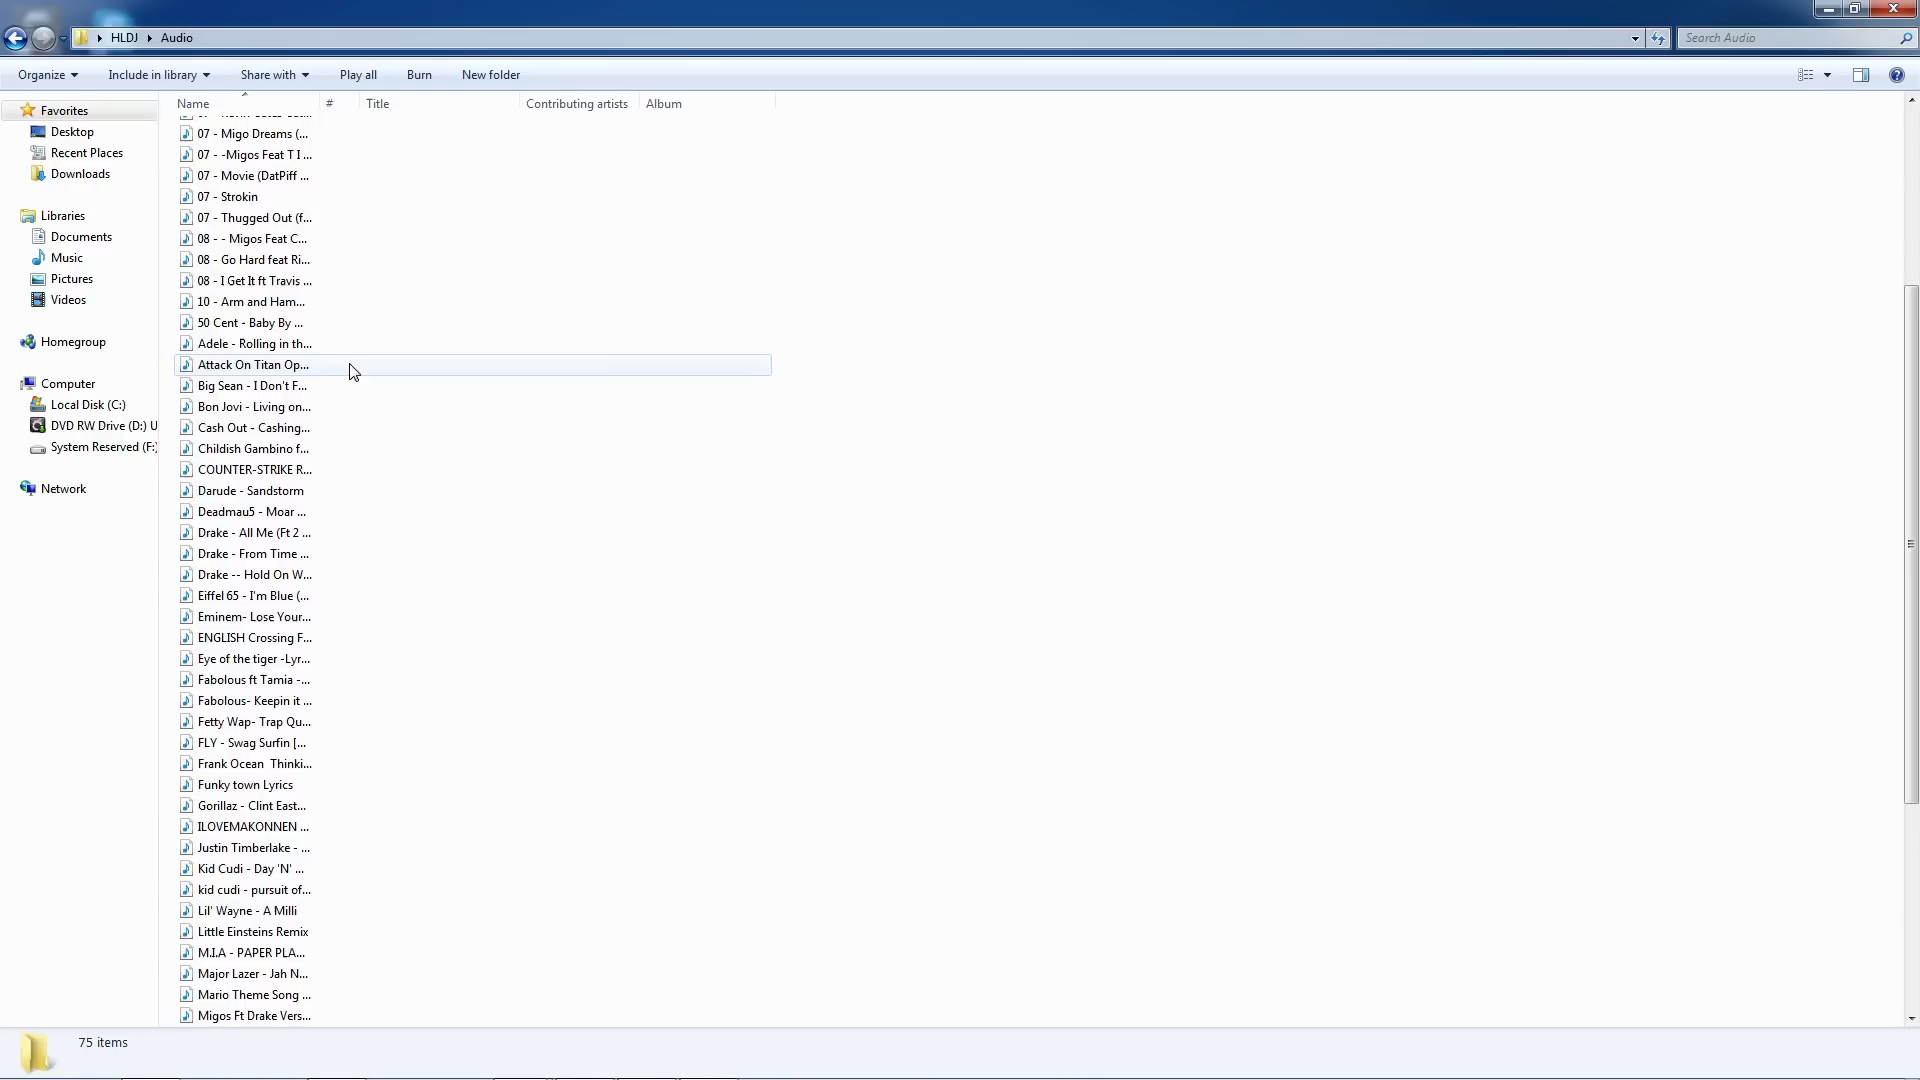 HLDJ Audio
Search Audio
Organize Include in library Share with Play all Burn New folder
Name # Title Contributing artists Album
Favorites
Desktop
Recent Places
Downloads
Libraries
Documents
Music
Pictures
Videos
Homegroup
Computer
Local Disk (C:)
DVD RW Drive (D:) U
System Reserved (F:)
Network
07 - Migo Dreams (...
07 - -Migos Feat T I ...
07 - Movie (DatPiff ...
07 - Strokin
07 - Thugged Out (f...
08 - - Migos Feat C...
08 - Go Hard feat Ri...
08 - I Get It ft Travis ...
10 - Arm and Ham...
50 Cent - Baby By ...
Adele - Rolling in th...
Attack On Titan Op...
Big Sean - I Don't F...
Bon Jovi - Living on...
Cash Out - Cashing...
Childish Gambino f...
COUNTER-STRIKE R...
Darude - Sandstorm
Deadmau5 - Moar ...
Drake - All Me (Ft 2 ...
Drake - From Time ...
Drake -- Hold On W...
Eiffel 65 - I'm Blue (...
Eminem- Lose Your...
ENGLISH Crossing F...
Eye of the tiger -Lyr...
Fabolous ft Tamia -...
Fabolous- Keepin it ...
Fetty Wap- Trap Qu...
FLY - Swag Surfin [...
Frank Ocean  Thinki...
Funky town Lyrics
Gorillaz - Clint East...
ILOVEMAKONNEN ...
Justin Timberlake - ...
Kid Cudi - Day 'N' ...
kid cudi - pursuit of...
Lil' Wayne - A Milli
Little Einsteins Remix
M.I.A - PAPER PLA...
Major Lazer - Jah N...
Mario Theme Song ...
Migos Ft Drake Vers...
75 items